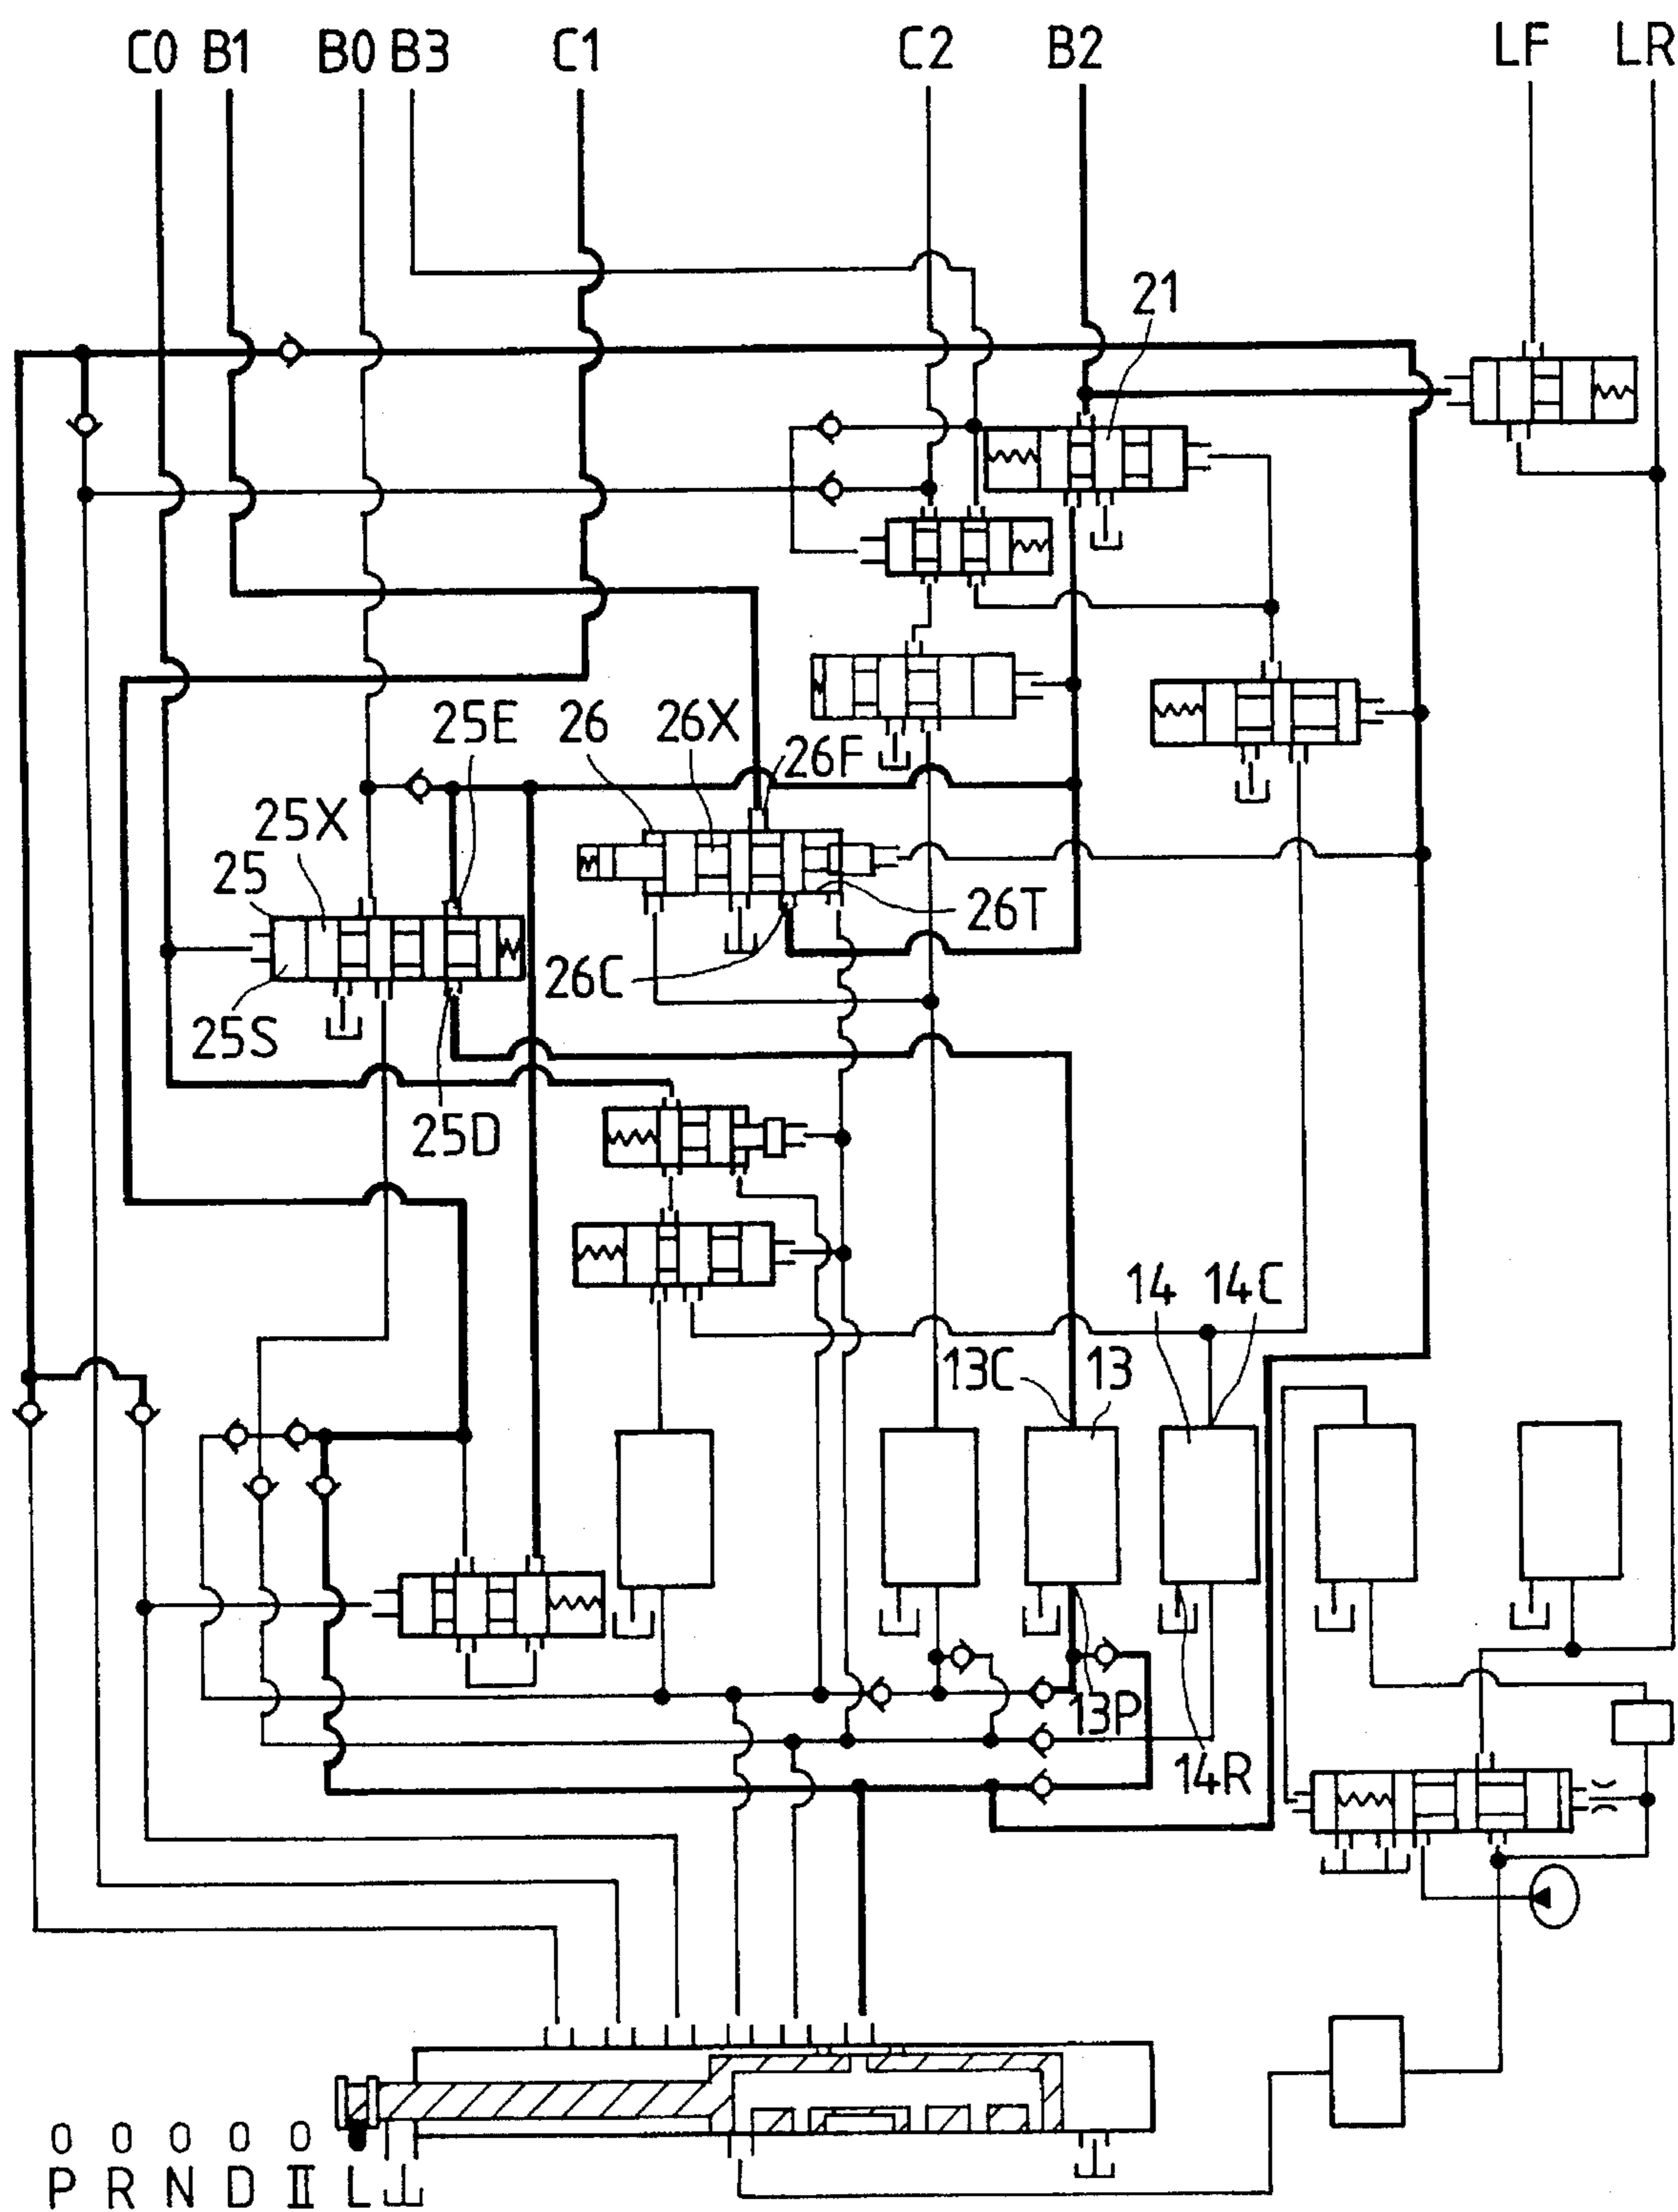 C0 B1 B0 B3 C1 C2 B2 LF LR
21
25E 26 26X 26F
25X
25
26T
26C
25S
25D
14 14C
13C 13
13P
14R
P R N D II L